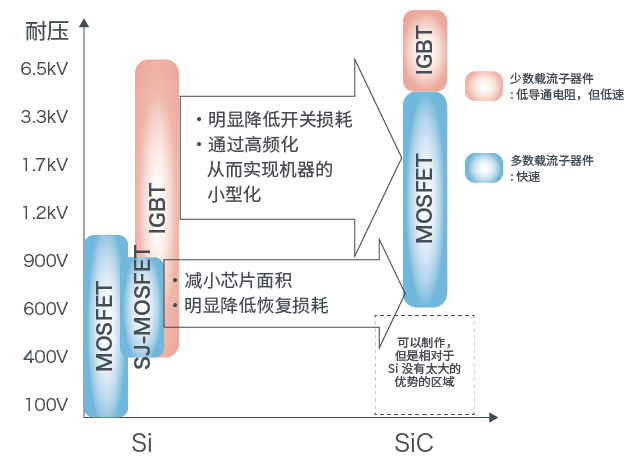 耐压
6.5kV
3.3kV
1.7kV
1.2kV
900V
600V
400V
100V
MOSFET
SJ-MOSFET
IGBT
・明显降低开关损耗
・通过高频化
从而实现机器的
小型化
・减小芯片面积
・明显降低恢复损耗
IGBT
MOSFET
可以制作，
但是相对于
Si 没有太大的
优势的区域
Si
SiC
少数载流子器件
: 低导通电阻，但低速
多数载流子器件
: 快速